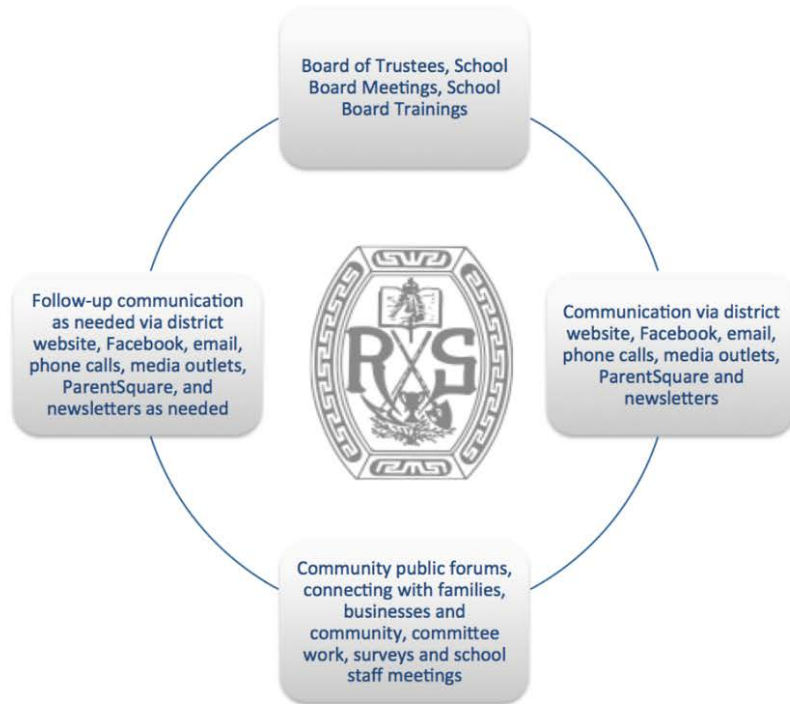 Board of Trustees, School
Board Meetings, School
Board Trainings
Follow-up communication
as needed via district
website, Facebook, email,
phone calls, media outlets,
ParentSquare, and
newsletters as needed
R S
Communication via district
website, Facebook, email,
phone calls, media outlets,
ParentSquare and
newsletters
Community public forums,
connecting with families,
businesses and
community, committee
work, surveys and school
staff meetings